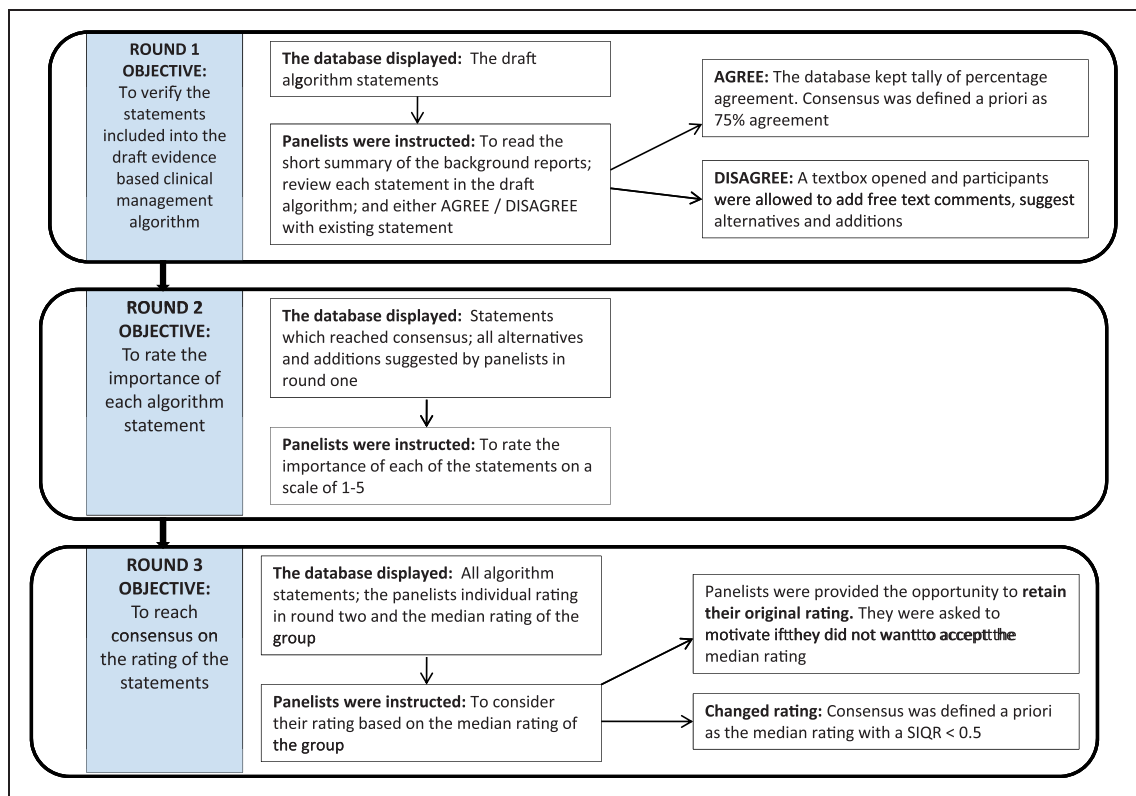 ROUND 1
OBJECTIVE:
To verify the
statements
included into the
draft evidence
based clinical
management
algorithm
The database displayed: The draft
algorithm statements
Panelists were instructed: To read the
short summary of the background reports;
review each statement in the draft
algorithm; and either AGREE / DISAGREE
with existing statement
AGREE: The database kept tally of percentage
agreement. Consensus was defined a priori as
75% agreement
DISAGREE: A textbox opened and participants
were allowed to add free text comments, suggest
alternatives and additions
ROUND 2
OBJECTIVE:
To rate the
importance of
each algorithm
statement
The database displayed: Statements
which reached consensus; all alternatives
and additions suggested by panelists in
round one
Panelists were instructed: To rate the
importance of each of the statements on a
scale of 1-5
ROUND 3
OBJECTIVE:
To reach
consensus on
the rating of the
statements
The database displayed: All algorithm
statements; the panelists individual rating
in round two and the median rating of the
group
Panelists were instructed: To consider
their rating based on the median rating of
the group
Panelists were provided the opportunity to retain
their original rating. They were asked to
motivate if they did not want to accept the
median rating
Changed rating: Consensus was defined a priori
as the median rating with a SIQR < 0.5